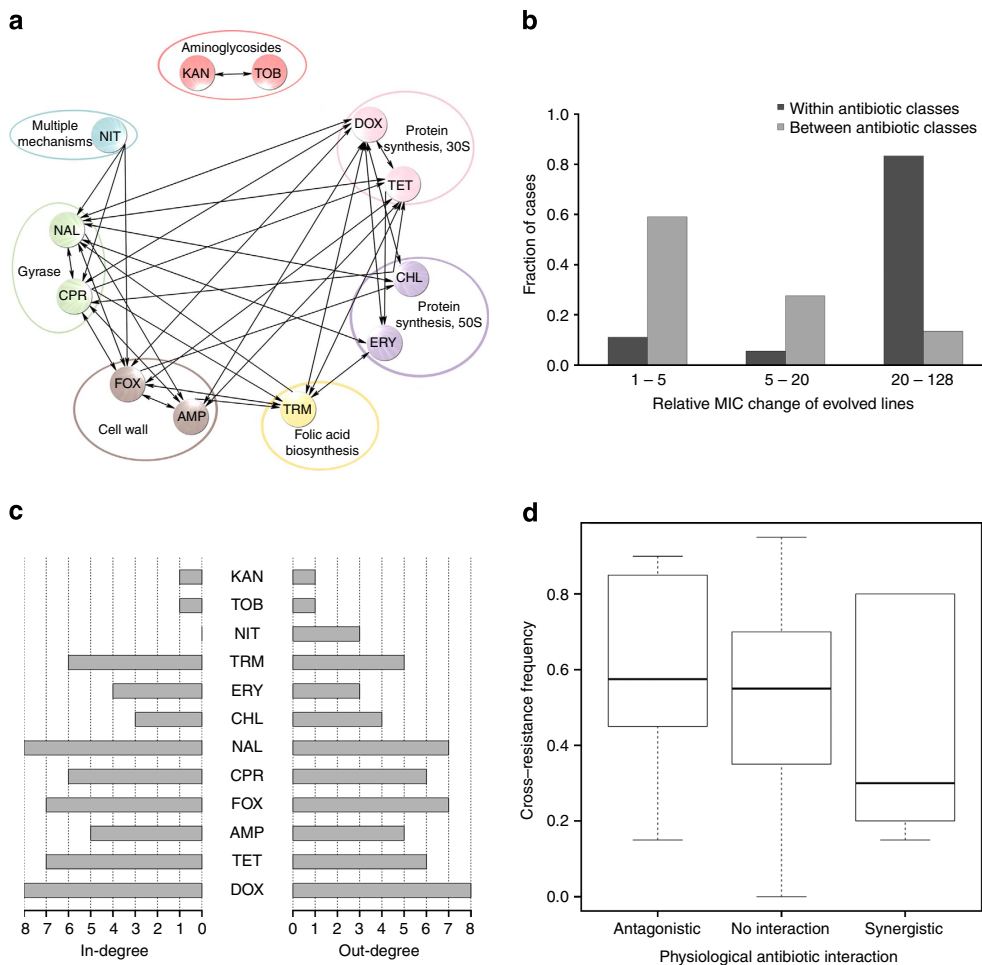 a
Aminoglycosides
KAN
TOB
Multiple
mechanisms
NIT
DOX
Protein
synthesis, 30S
TET
NAL
Gyrase
CPR
CHL
Protein
synthesis, 50S
ERY
FOX
AMP
Cell wall
TRM
Folic acid
biosynthesis
b
Within antibiotic classes
Between antibiotic classes
Fraction of cases
1.0
0.8
0.6
0.4
0.2
0.0
1 – 5
5 – 20
20 – 128
Relative MIC change of evolved lines
c
KAN
TOB
NIT
TRM
ERY
CHL
NAL
CPR
FOX
AMP
TET
DOX
8 7 6 5 4 3 2 1 0
In-degree
0 1 2 3 4 5 6 7 8
Out-degree
d
Cross–resistance frequency
0.8
0.6
0.4
0.2
0.0
Antagonistic
No interaction
Synergistic
Physiological antibiotic interaction